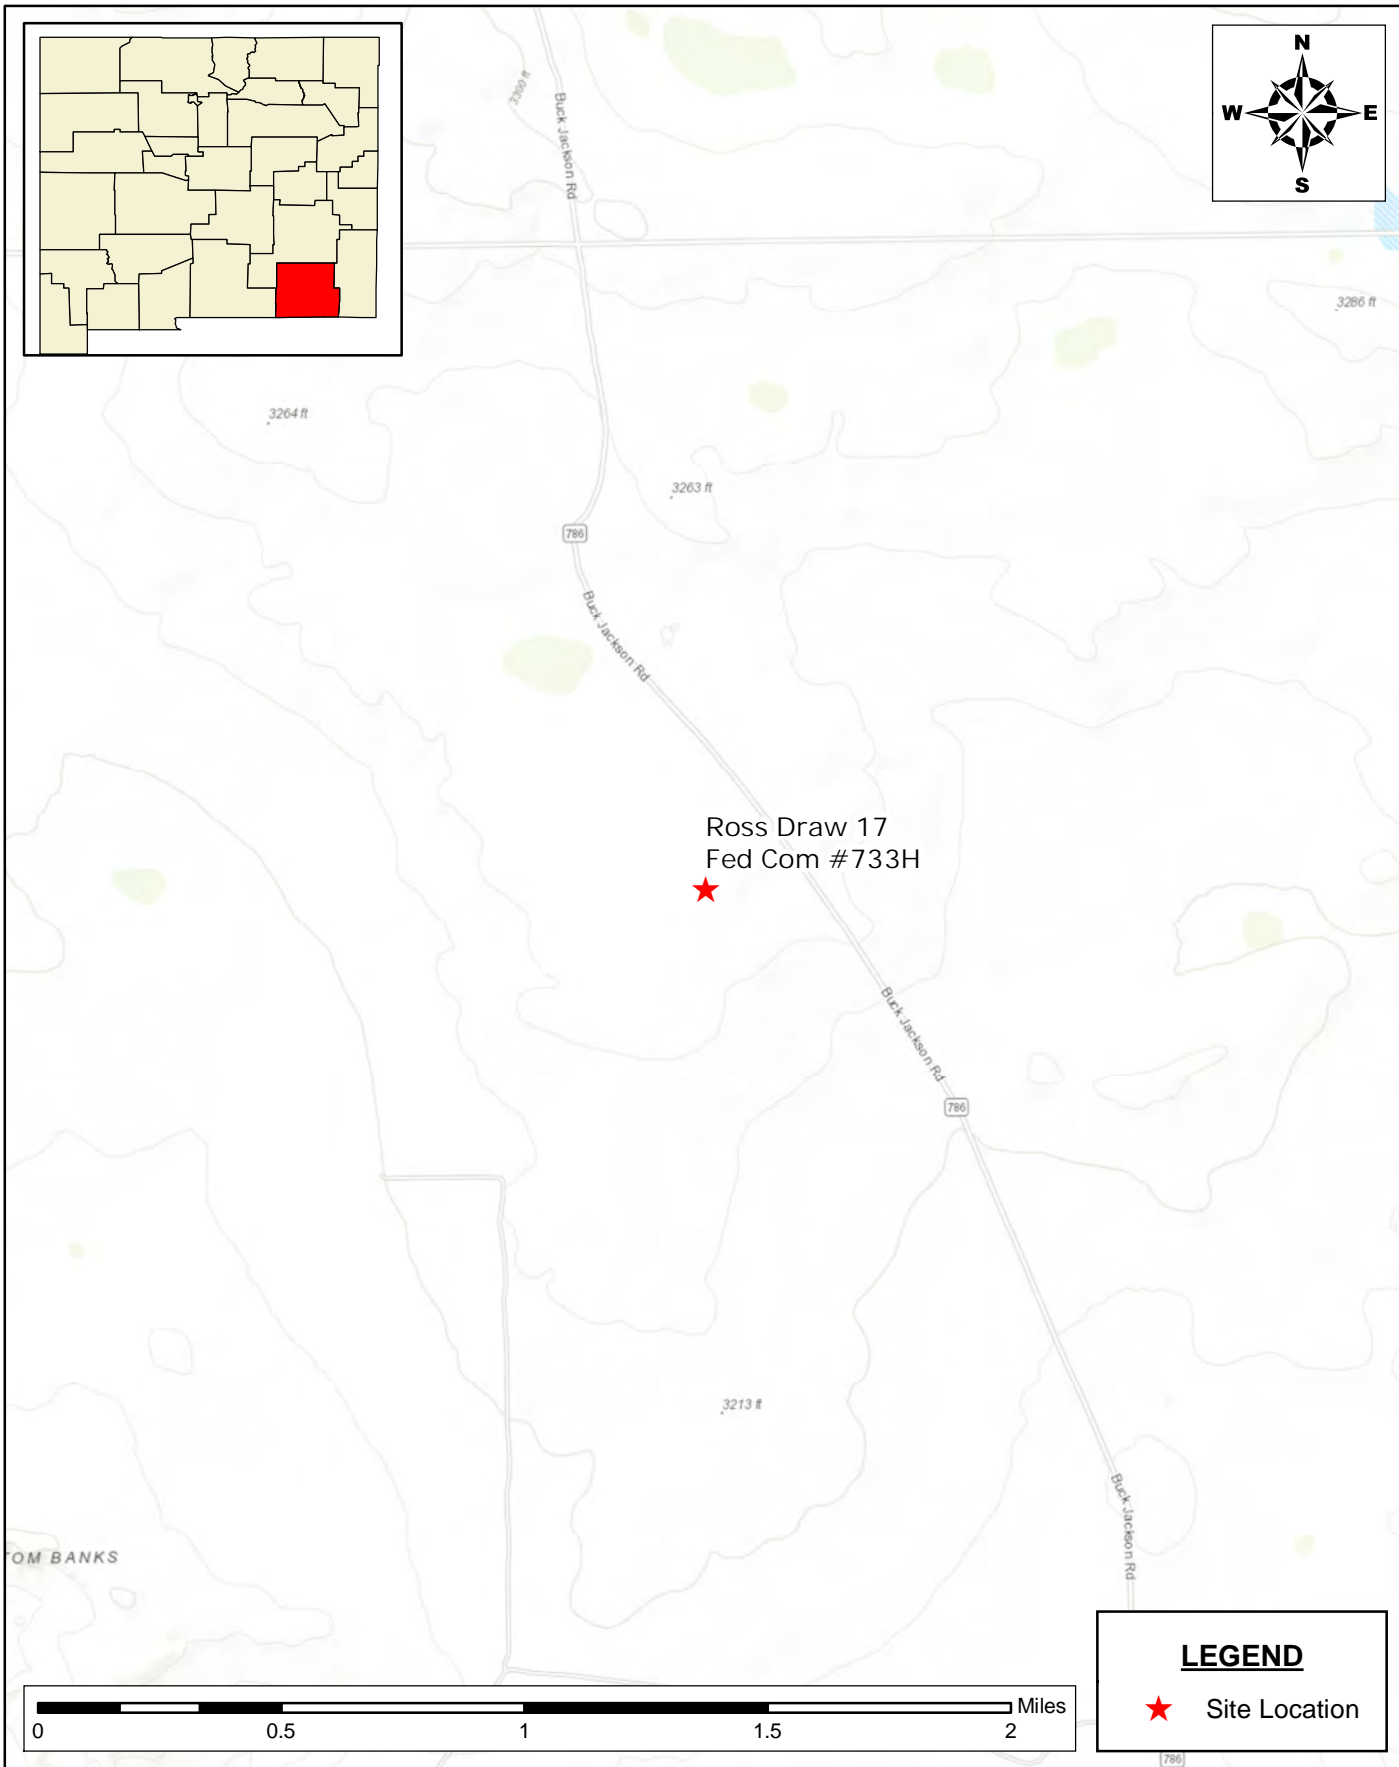 N
W E
S
3300 ft
Buck Jackson Rd
3286 ft
3264 ft
3263 ft
786
Buck Jackson Rd
Ross Draw 17
Fed Com #733H
Buck Jackson Rd
786
3213 ft
Buck Jackson Rd
TOM BANKS
LEGEND
Site Location
Miles
0 0.5 1 1.5 2
786